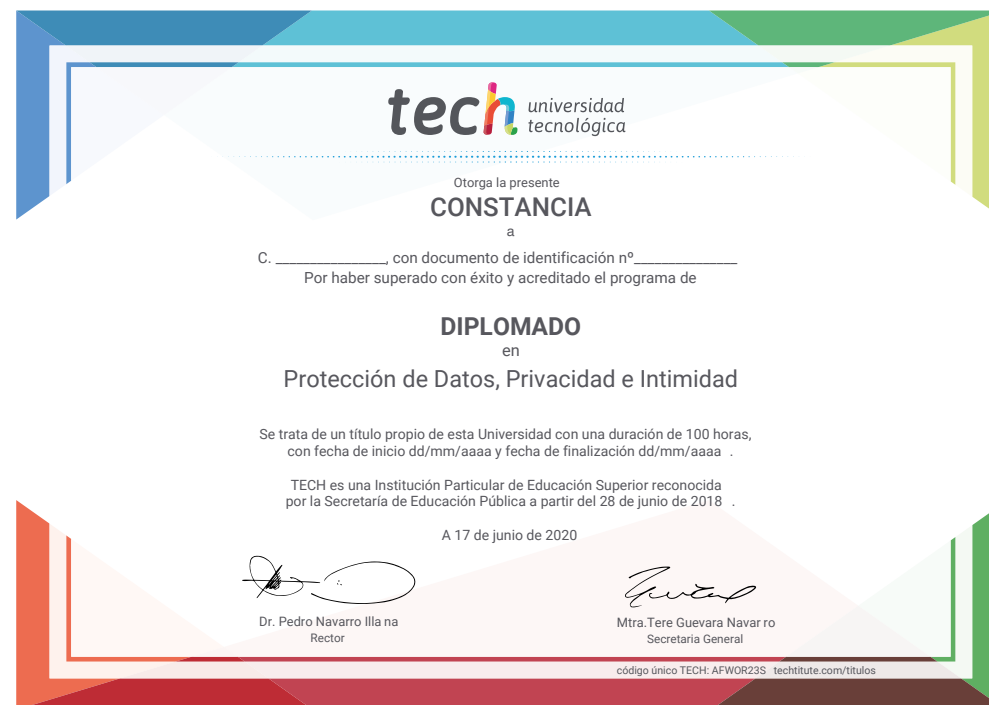 tech universidad
tecnológica
Otorga la presente
CONSTANCIA
a
C. ________________, con documento de identificación nº_______________
Por haber superado con éxito y acreditado el programa de
DIPLOMADO
en
Protección de Datos, Privacidad e Intimidad
Se trata de un título propio de esta Universidad con una duración de 100 horas,
con fecha de inicio dd/mm/aaaa y fecha de finalización dd/mm/aaaa .
TECH es una Institución Particular de Educación Superior reconocida
por la Secretaría de Educación Pública a partir del 28 de junio de 2018 .
A 17 de junio de 2020
Dr. Pedro Navarro Illa na
Rector
Mtra.Tere Guevara Navar ro
Secretaria General
código único TECH: AFWOR23S techtitute.com/titulos